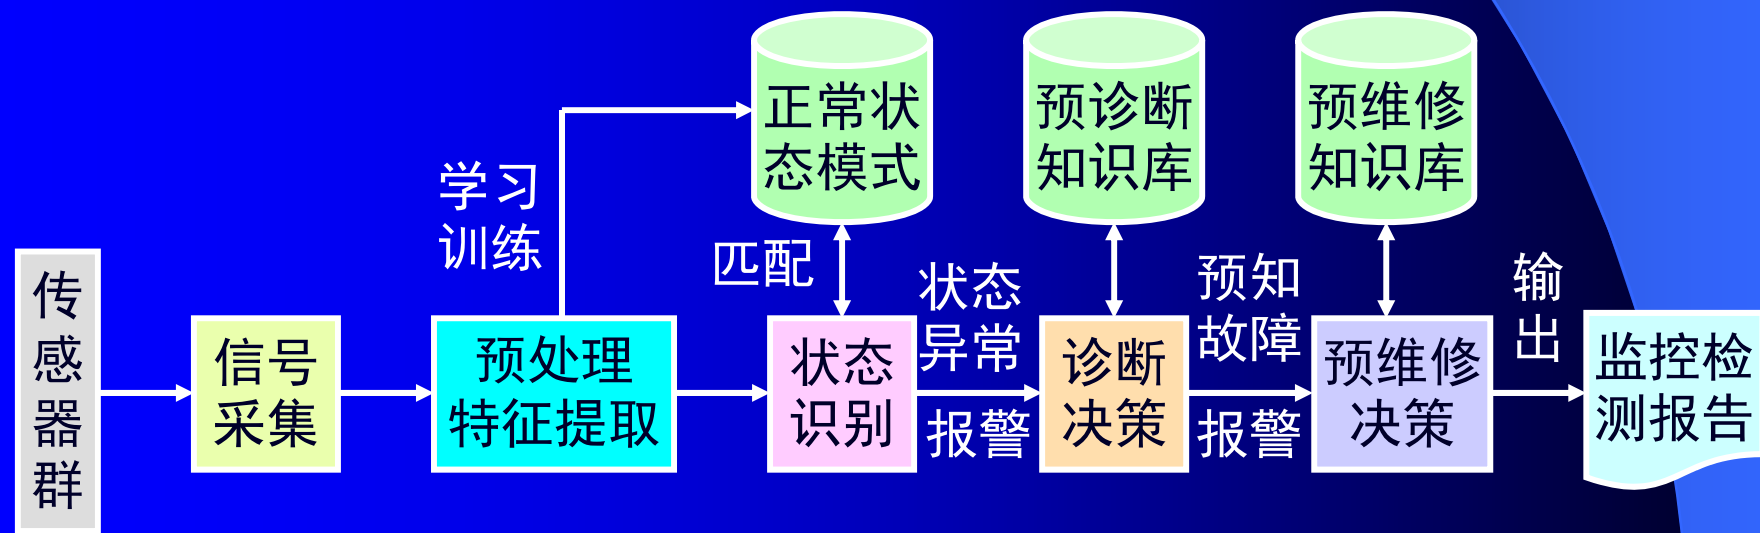 正常状
态模式
预诊断
知识库
预维修
知识库
学习
训练
匹配
状态
异常
报警
预知
故障
报警
输
出
传
感
器
群
信号
采集
预处理
特征提取
状态
识别
诊断
决策
预维修
决策
监控检
测报告